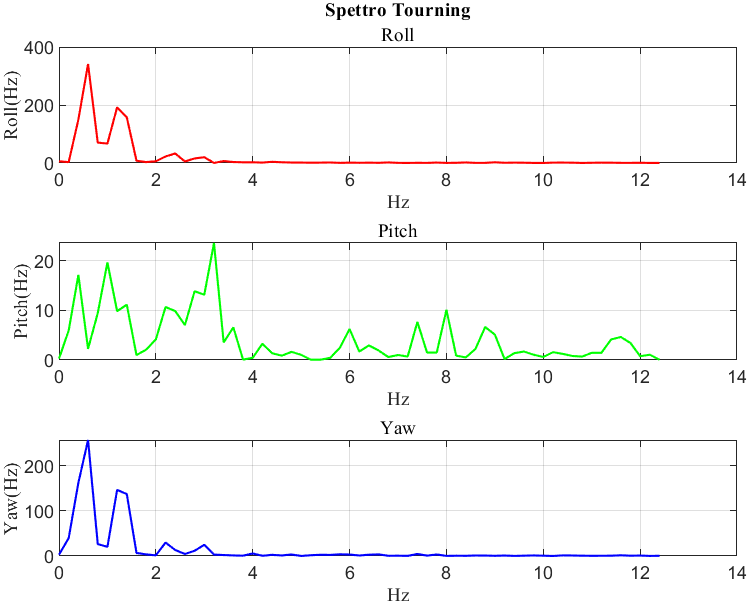 Spettro Tourning
Roll
400
200
0
Roll(Hz)
0 2 4 6 8 10 12 14
Hz
Pitch
20
10
0
Pitch(Hz)
0 2 4 6 8 10 12 14
Hz
Yaw
200
100
0
Yaw(Hz)
0 2 4 6 8 10 12 14
Hz